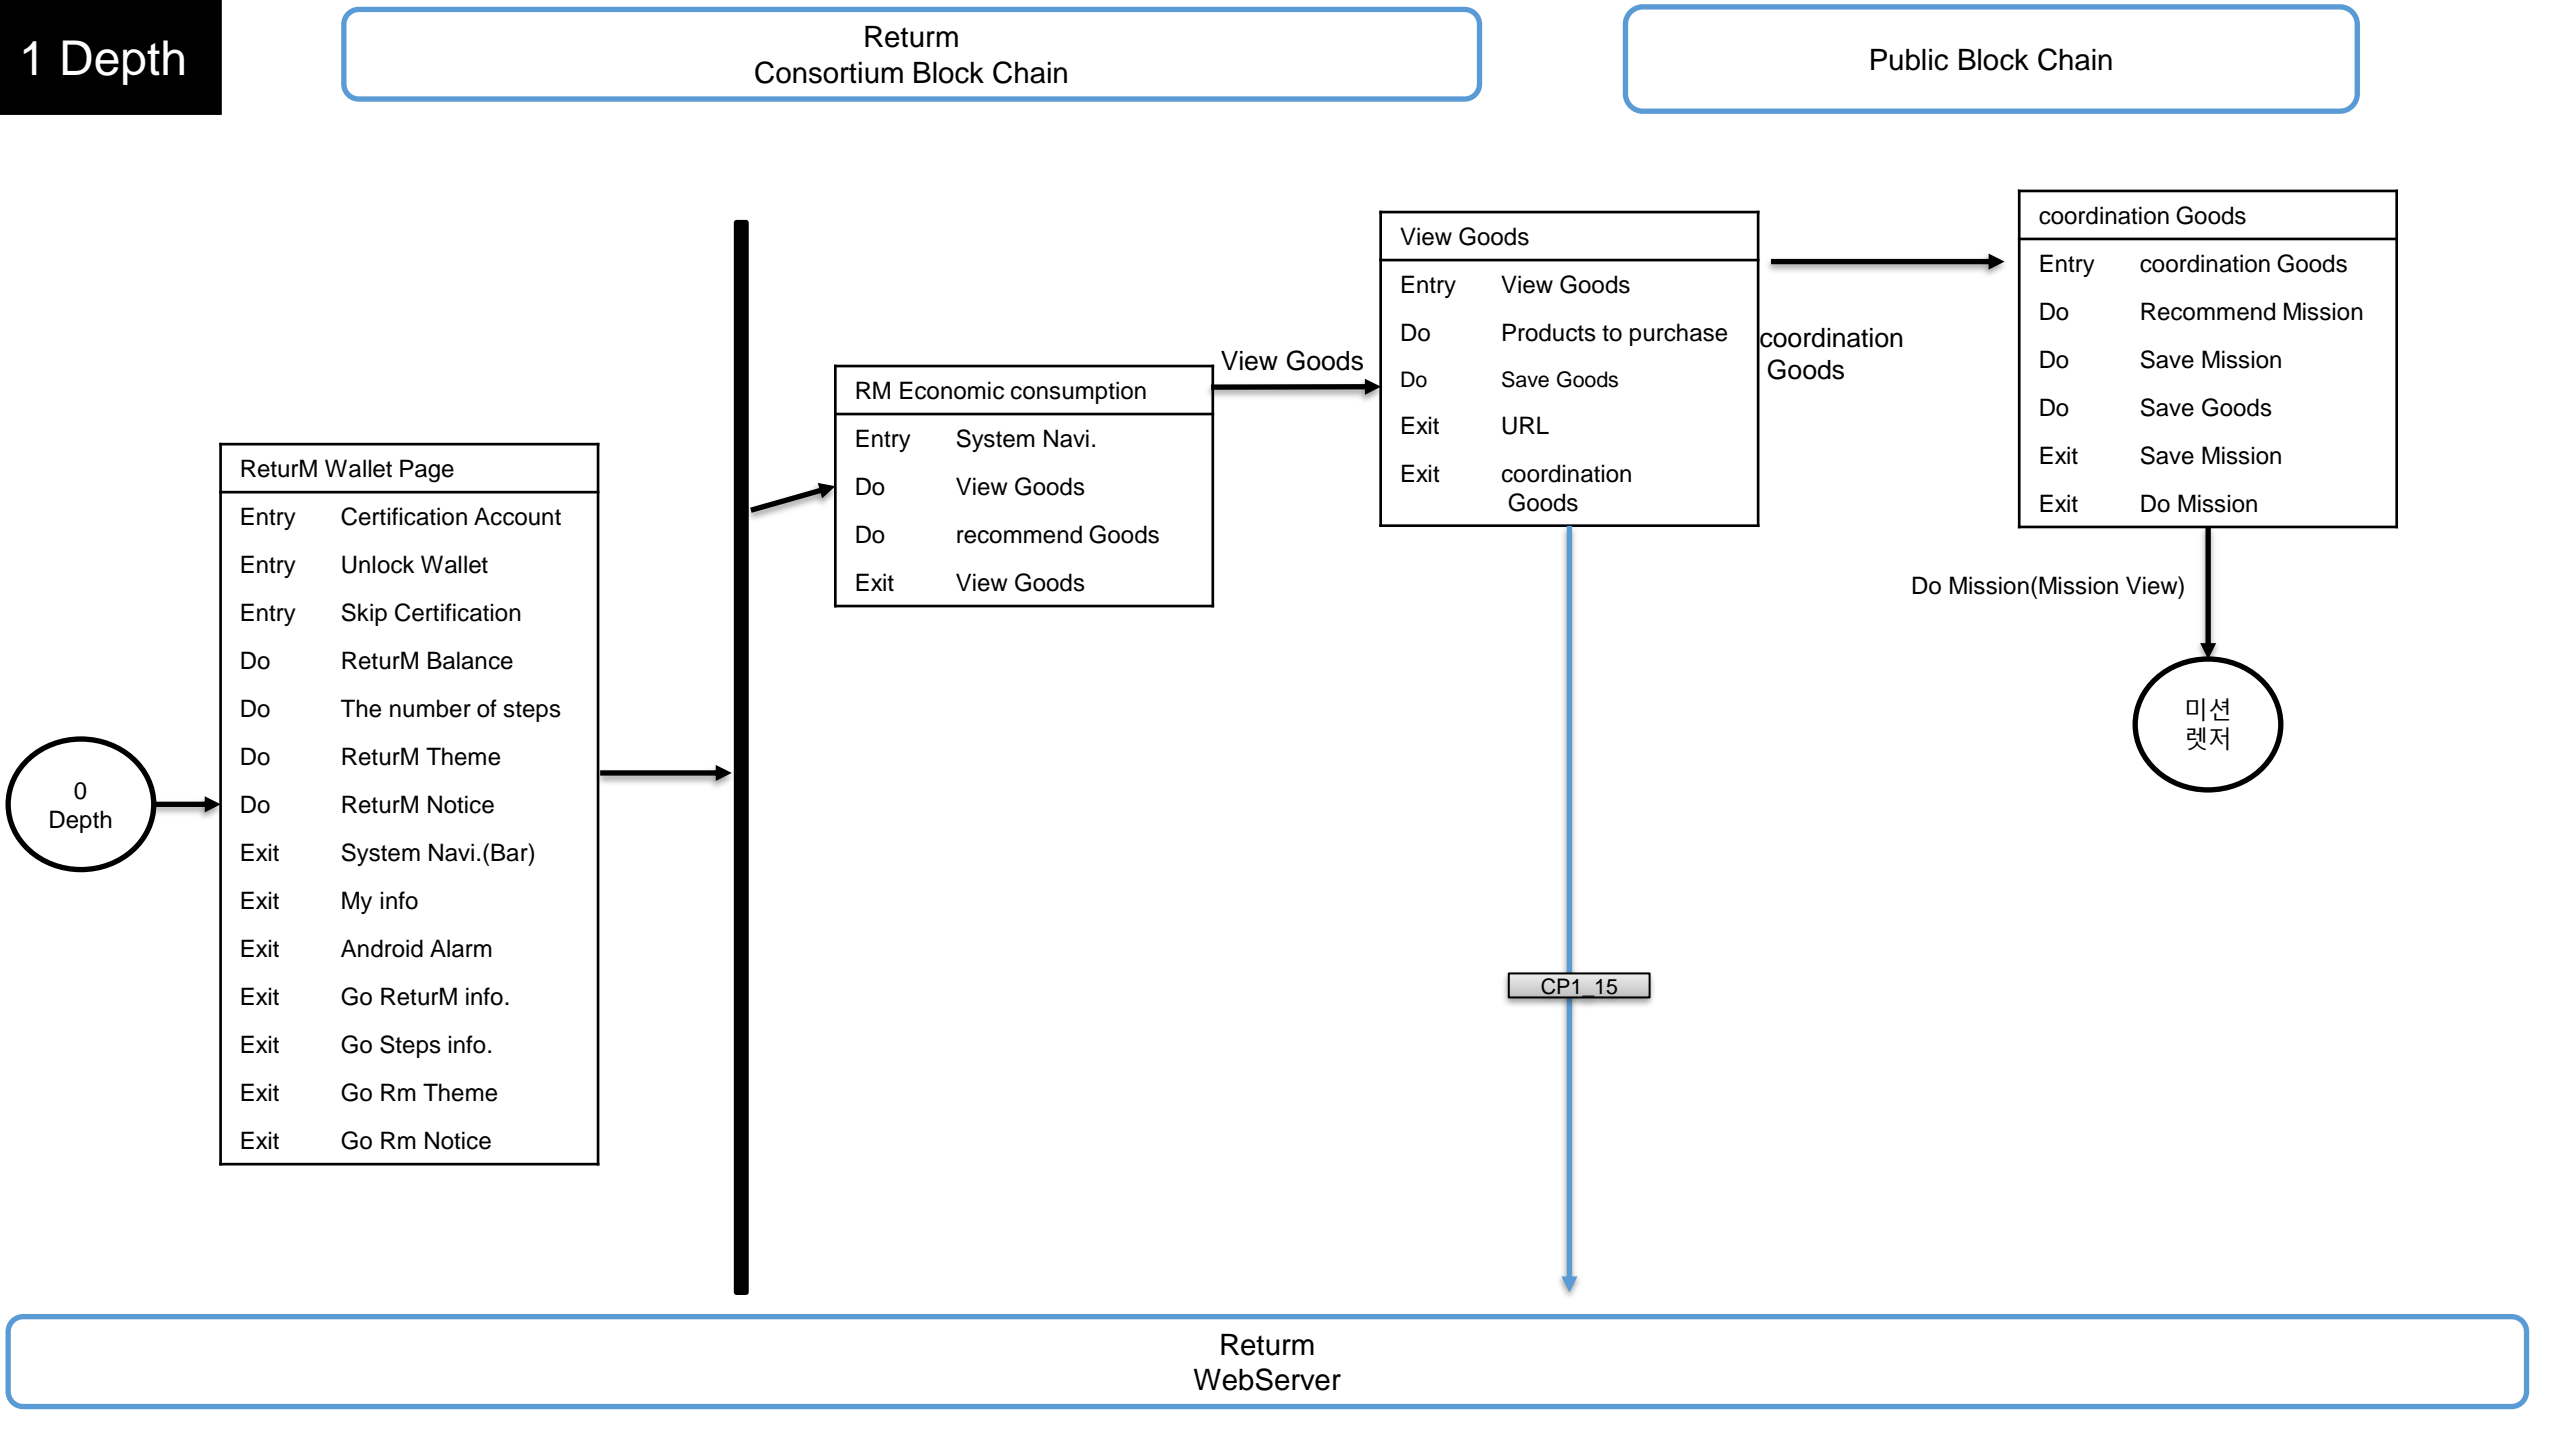 1 Depth
Returm
Consortium Block Chain
Public Block Chain
0
Depth
ReturM Wallet Page
Entry Certification Account
Entry Unlock Wallet
Entry Skip Certification
Do ReturM Balance
Do The number of steps
Do ReturM Theme
Do ReturM Notice
Exit System Navi.(Bar)
Exit My info
Exit Android Alarm
Exit Go ReturM info.
Exit Go Steps info.
Exit Go Rm Theme
Exit Go Rm Notice
RM Economic consumption
Entry System Navi.
Do View Goods
Do recommend Goods
Exit View Goods
View Goods
View Goods
Entry View Goods
Do Products to purchase
Do Save Goods
Exit URL
Exit coordination
Goods
coordination
Goods
coordination Goods
Entry coordination Goods
Do Recommend Mission
Do Save Mission
Do Save Goods
Exit Save Mission
Exit Do Mission
Do Mission(Mission View)
미션
렛저
CP1_15
Returm
WebServer